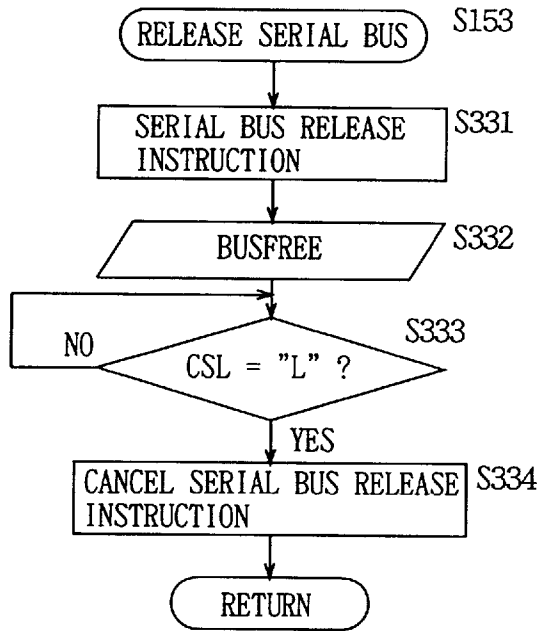 RELEASE SERIAL BUS
S153
SERIAL BUS RELEASE
INSTRUCTION
S331
BUSFREE
S332
CSL = "L" ?
S333
NO
YES
CANCEL SERIAL BUS RELEASE
INSTRUCTION
S334
RETURN